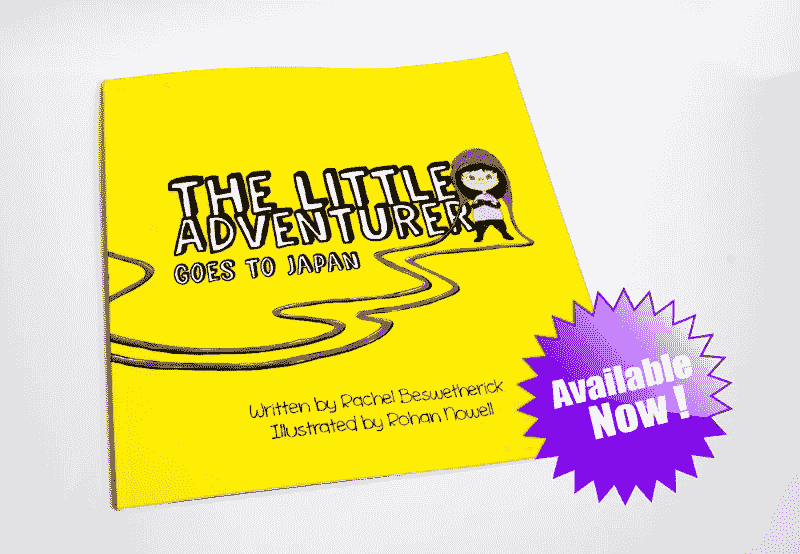 THE LITTLE
ADVENTURER
GOES TO JAPAN
Written by Rachel Beswetherick
Illustrated by Rohan Nowell
Available
Now !